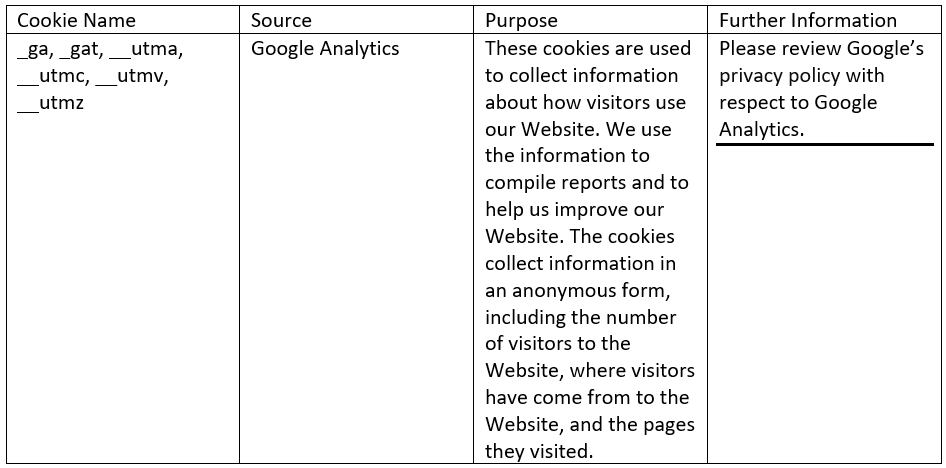 Cookie Name
Source
Purpose
Further Information
_ga, _gat, __utma,
__utmc, __utmv,
__utmz
Google Analytics
These cookies are used
to collect information
about how visitors use
our Website. We use
the information to
compile reports and to
help us improve our
Website. The cookies
collect information in
an anonymous form,
including the number
of visitors to the
Website, where visitors
have come from to the
Website, and the pages
they visited.
Please review Google’s
privacy policy with
respect to Google
Analytics.